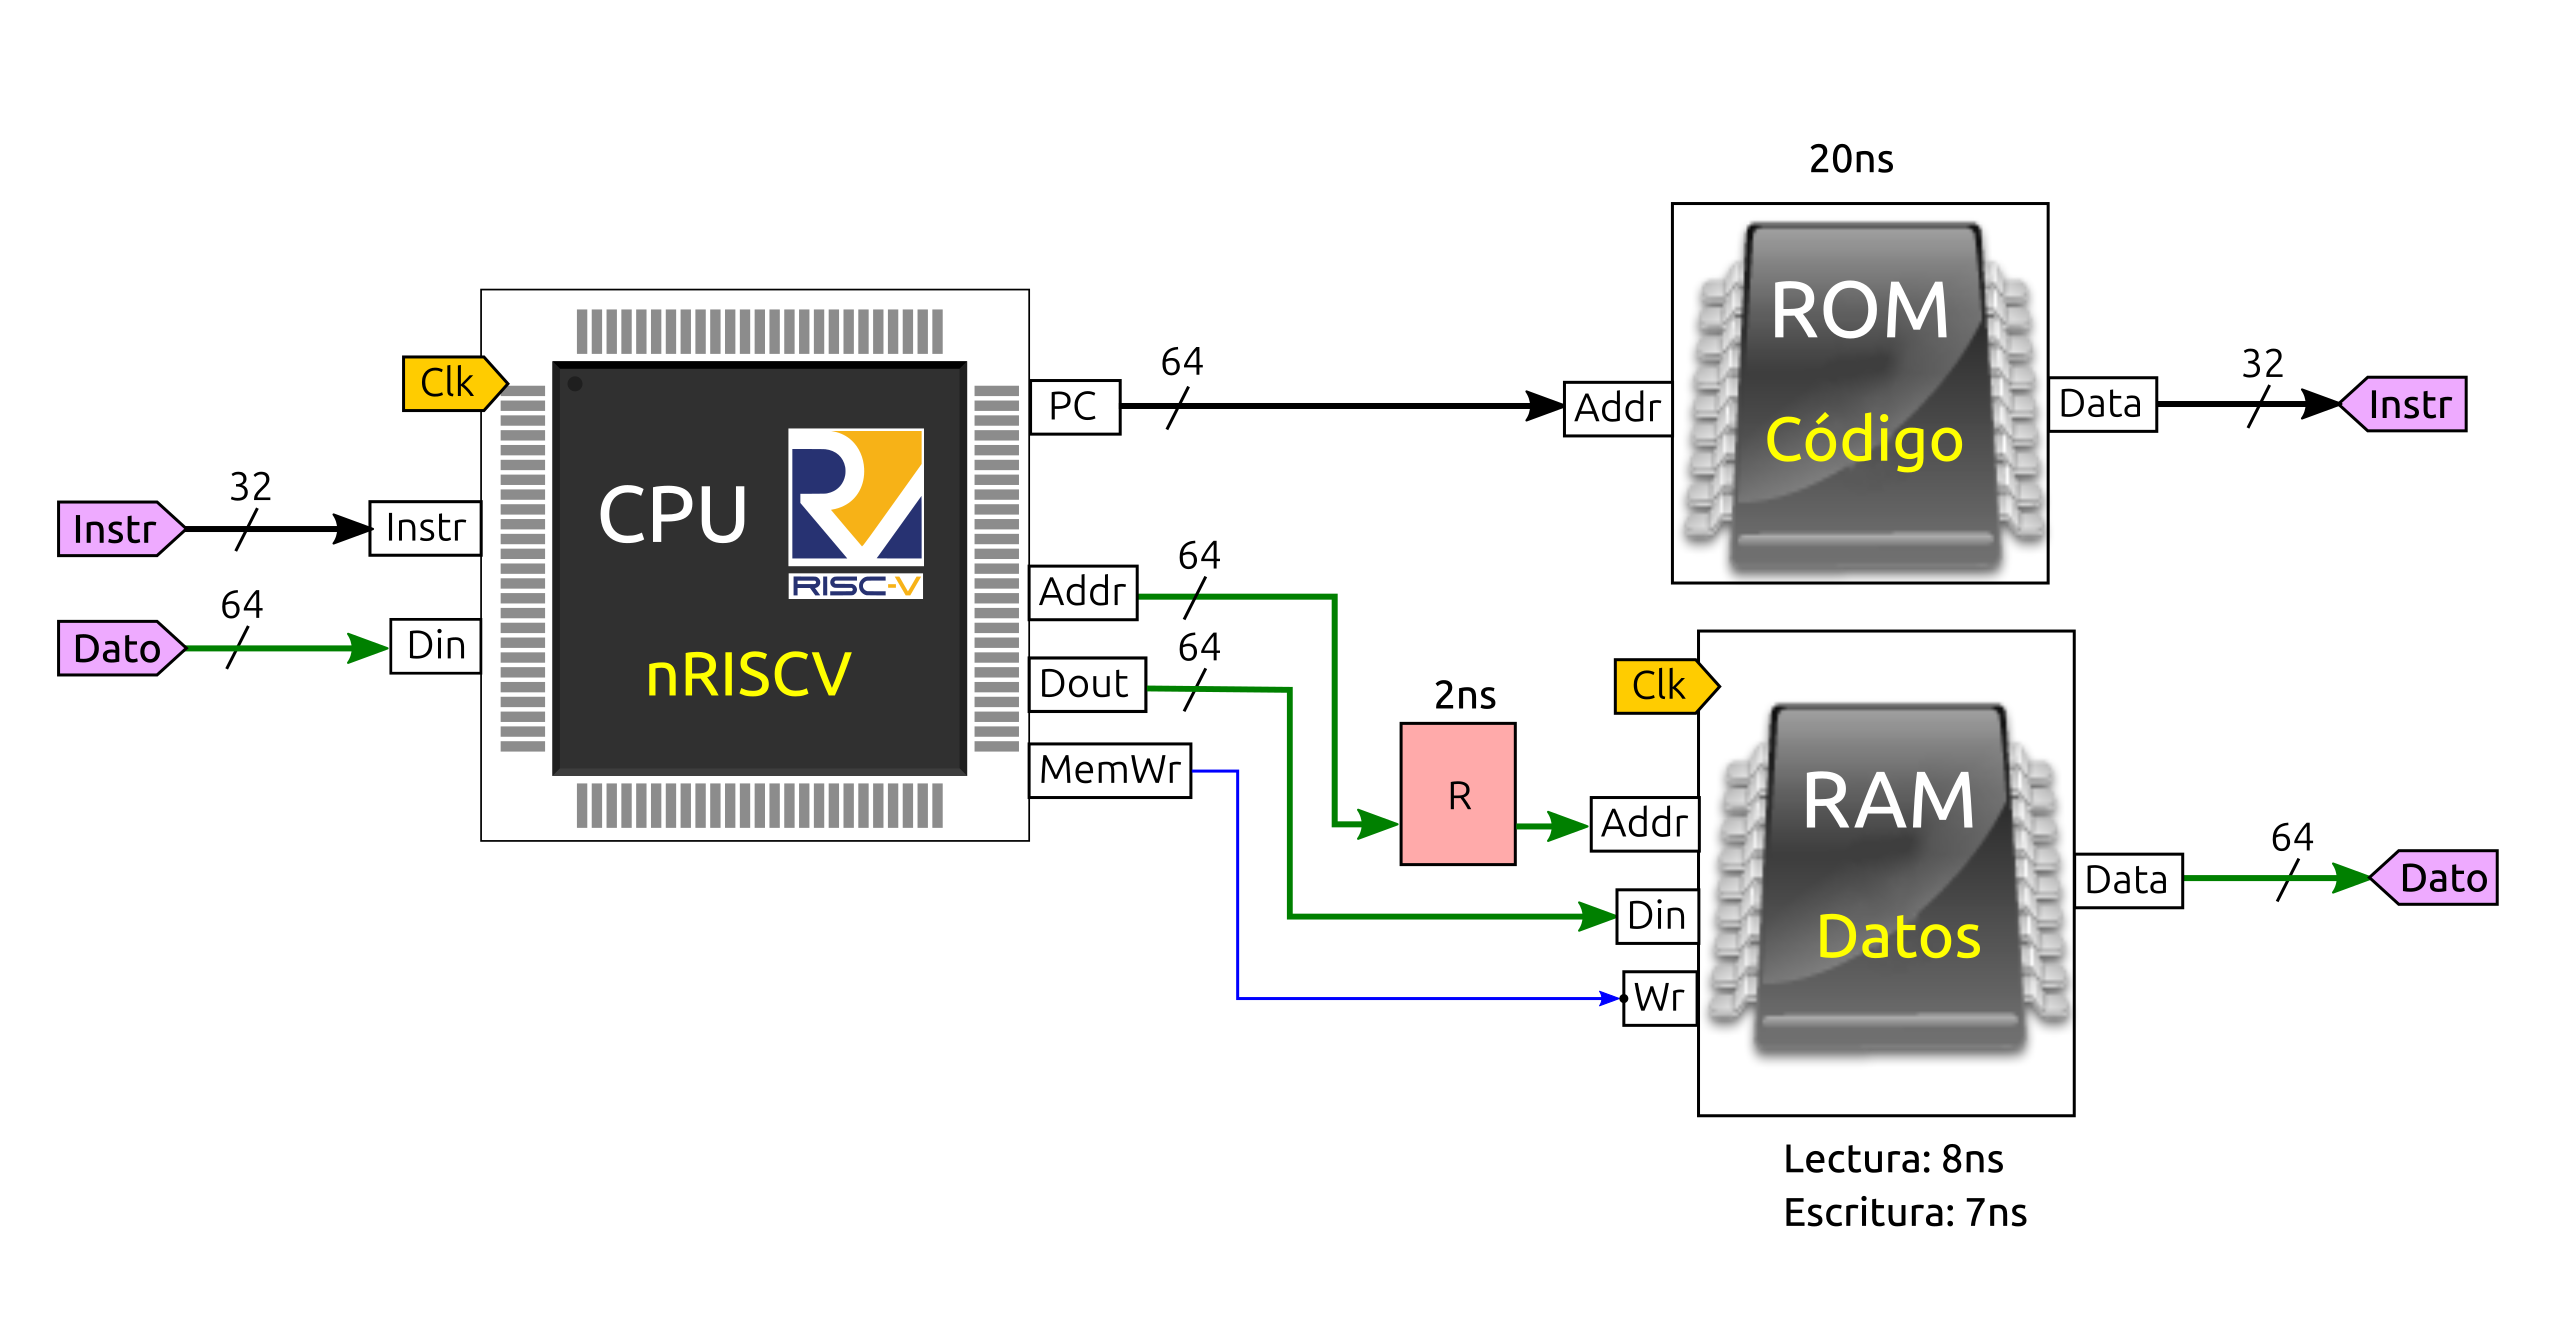 20ns
ROM
Código
Addr
Data
32
Instr
Clk
CPU
RISC-V
nRISCV
32
Instr
Instr
64
Dato
Din
PC
64
Addr
64
Dout
64
MemWr
2ns
R
Clk
RAM
Datos
Addr
Din
Wr
Data
64
Dato
Lectura: 8ns
Escritura: 7ns